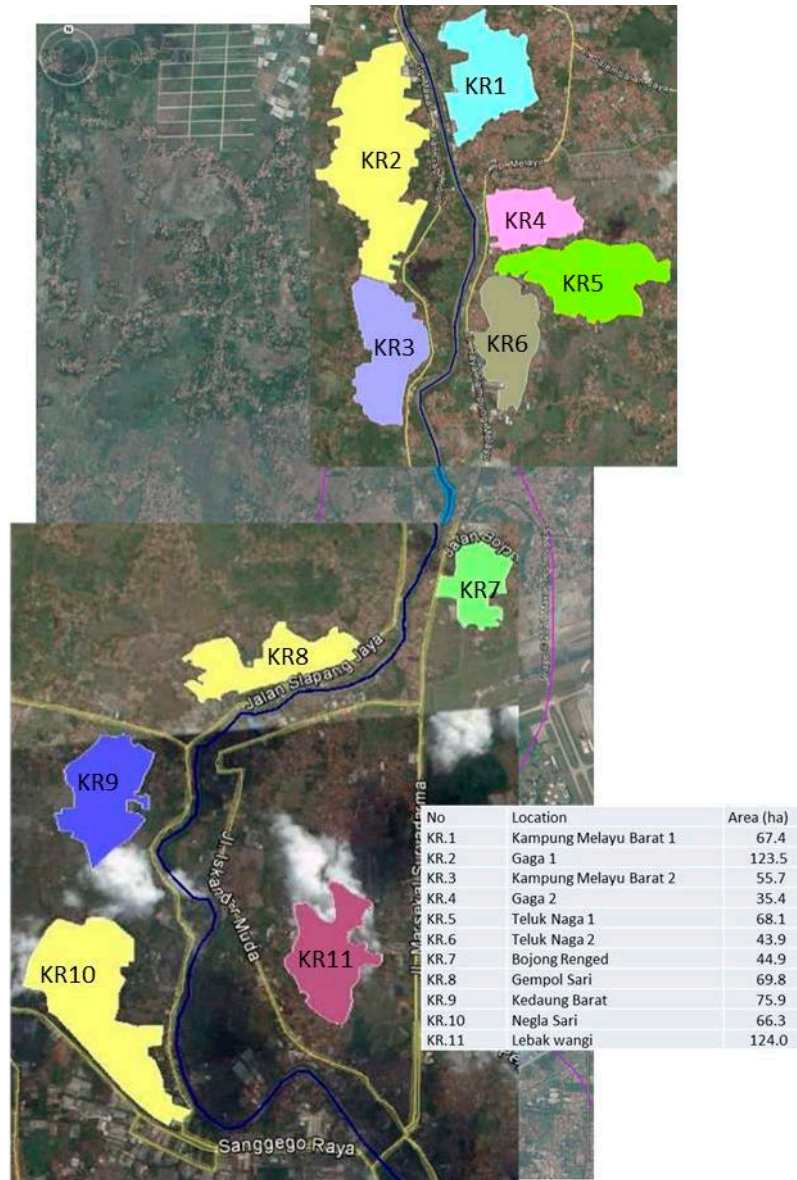 N
KR1
KR2
Kp. Melayu
KR4
KR5
KR3
KR6
KR7
KR8
Jalan Slapang Jaya
KR9
Jl. Iskandar Muda
Jl. Marsekal Suryadarma
KR10
KR11
Sanggego Raya
No Location Area (ha)
KR.1 Kampung Melayu Barat 1 67.4
KR.2 Gaga 1 123.5
KR.3 Kampung Melayu Barat 2 55.7
KR.4 Gaga 2 35.4
KR.5 Teluk Naga 1 68.1
KR.6 Teluk Naga 2 43.9
KR.7 Bojong Renged 44.9
KR.8 Gempol Sari 69.8
KR.9 Kedaung Barat 75.9
KR.10 Negla Sari 66.3
KR.11 Lebak wangi 124.0